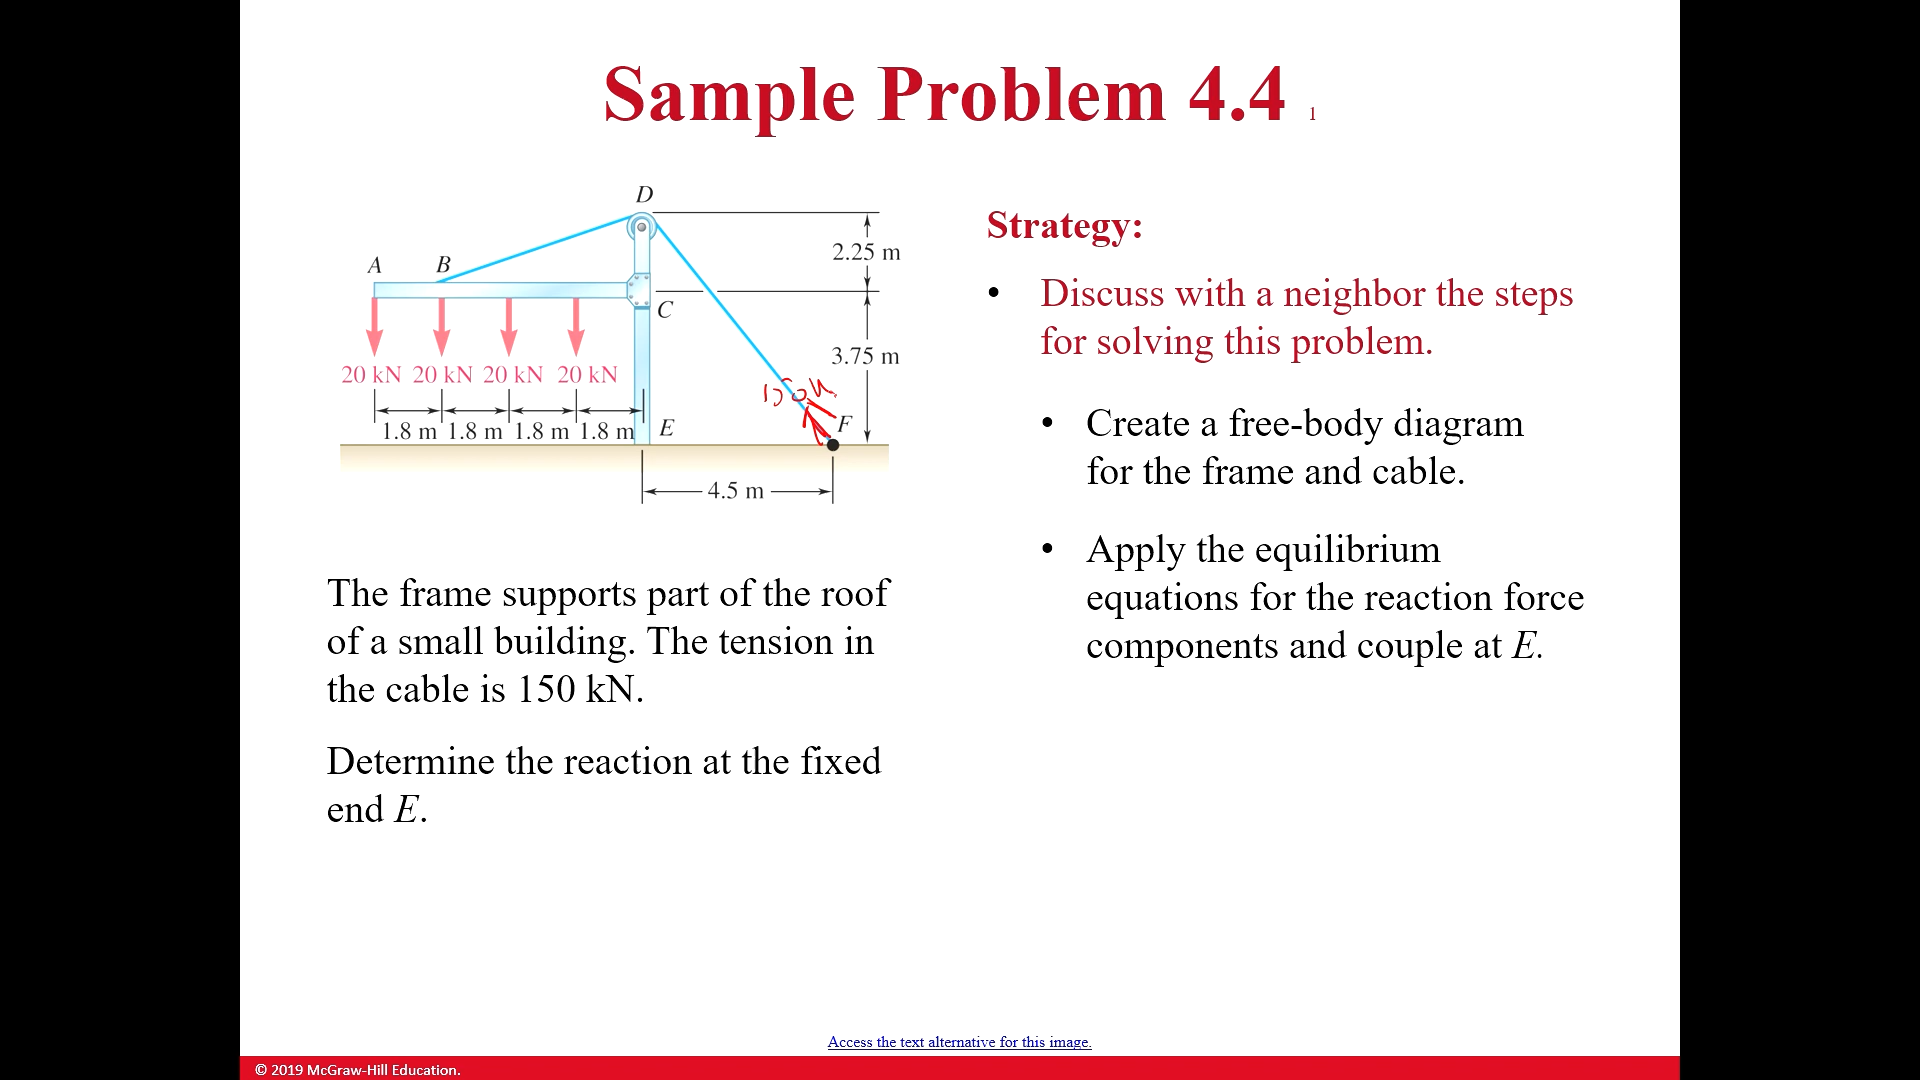 Sample Problem 4.4 1
D
2.25 m
A
B
C
3.75 m
20 kN 20 kN 20 kN 20 kN
F
1.8 m 1.8 m 1.8 m 1.8 m
E
4.5 m
The frame supports part of the roof
of a small building. The tension in
the cable is 150 kN.
Determine the reaction at the fixed
end E.
Strategy:
• Discuss with a neighbor the steps
for solving this problem.
• Create a free-body diagram
for the frame and cable.
• Apply the equilibrium
equations for the reaction force
components and couple at E.
Access the text alternative for this image.
© 2019 McGraw-Hill Education.